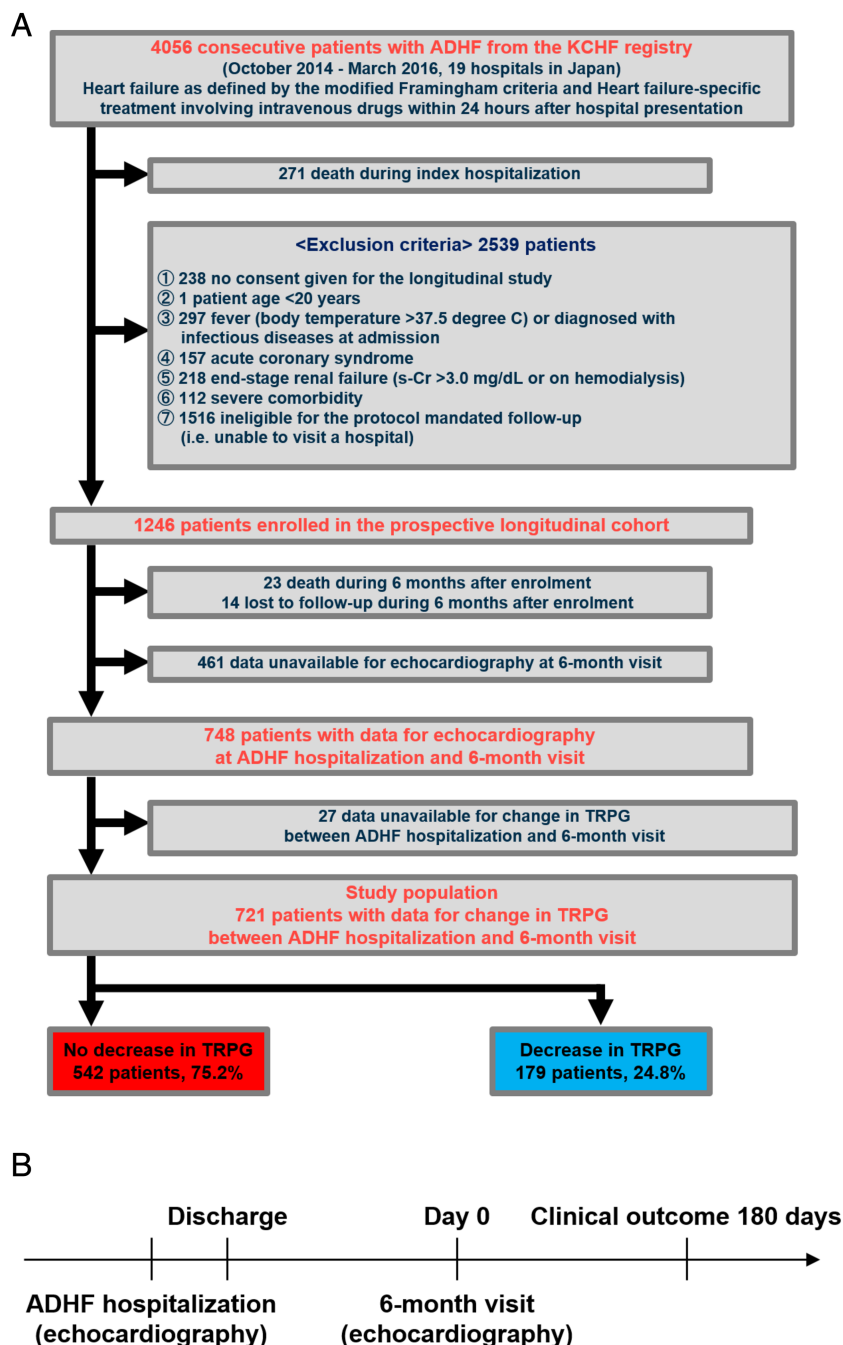 A
4056 consecutive patients with ADHF from the KCHF registry
(October 2014 - March 2016, 19 hospitals in Japan)
Heart failure as defined by the modified Framingham criteria and Heart failure-specific
treatment involving intravenous drugs within 24 hours after hospital presentation
271 death during index hospitalization
<Exclusion criteria> 2539 patients
① 238 no consent given for the longitudinal study
② 1 patient age <20 years
③ 297 fever (body temperature >37.5 degree C) or diagnosed with
infectious diseases at admission
④ 157 acute coronary syndrome
⑤ 218 end-stage renal failure (s-Cr >3.0 mg/dL or on hemodialysis)
⑥ 112 severe comorbidity
⑦ 1516 ineligible for the protocol mandated follow-up
(i.e. unable to visit a hospital)
1246 patients enrolled in the prospective longitudinal cohort
23 death during 6 months after enrolment
14 lost to follow-up during 6 months after enrolment
461 data unavailable for echocardiography at 6-month visit
748 patients with data for echocardiography
at ADHF hospitalization and 6-month visit
27 data unavailable for change in TRPG
between ADHF hospitalization and 6-month visit
Study population
721 patients with data for change in TRPG
between ADHF hospitalization and 6-month visit
No decrease in TRPG
542 patients, 75.2%
Decrease in TRPG
179 patients, 24.8%
B
Discharge
Day 0
Clinical outcome 180 days
ADHF hospitalization
(echocardiography)
6-month visit
(echocardiography)